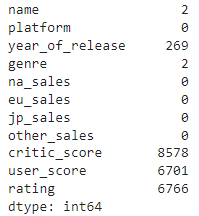 name 2
platform 0
year_of_release 269
genre 2
na_sales 0
eu_sales 0
jp_sales 0
other_sales 0
critic_score 8578
user_score 6701
rating 6766
dtype: int64